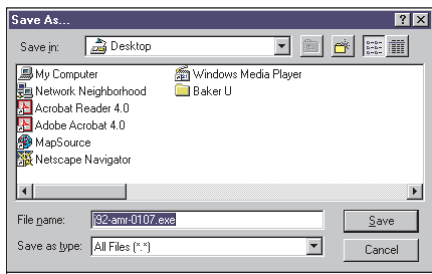 Save As...
Save in: Desktop
My Computer
Network Neighborhood
Acrobat Reader 4.0
Adobe Acrobat 4.0
MapSource
Netscape Navigator
Windows Media Player
Baker U
File name: i92-amr-0107.exe Save
Save as type: All Files (*.*) Cancel